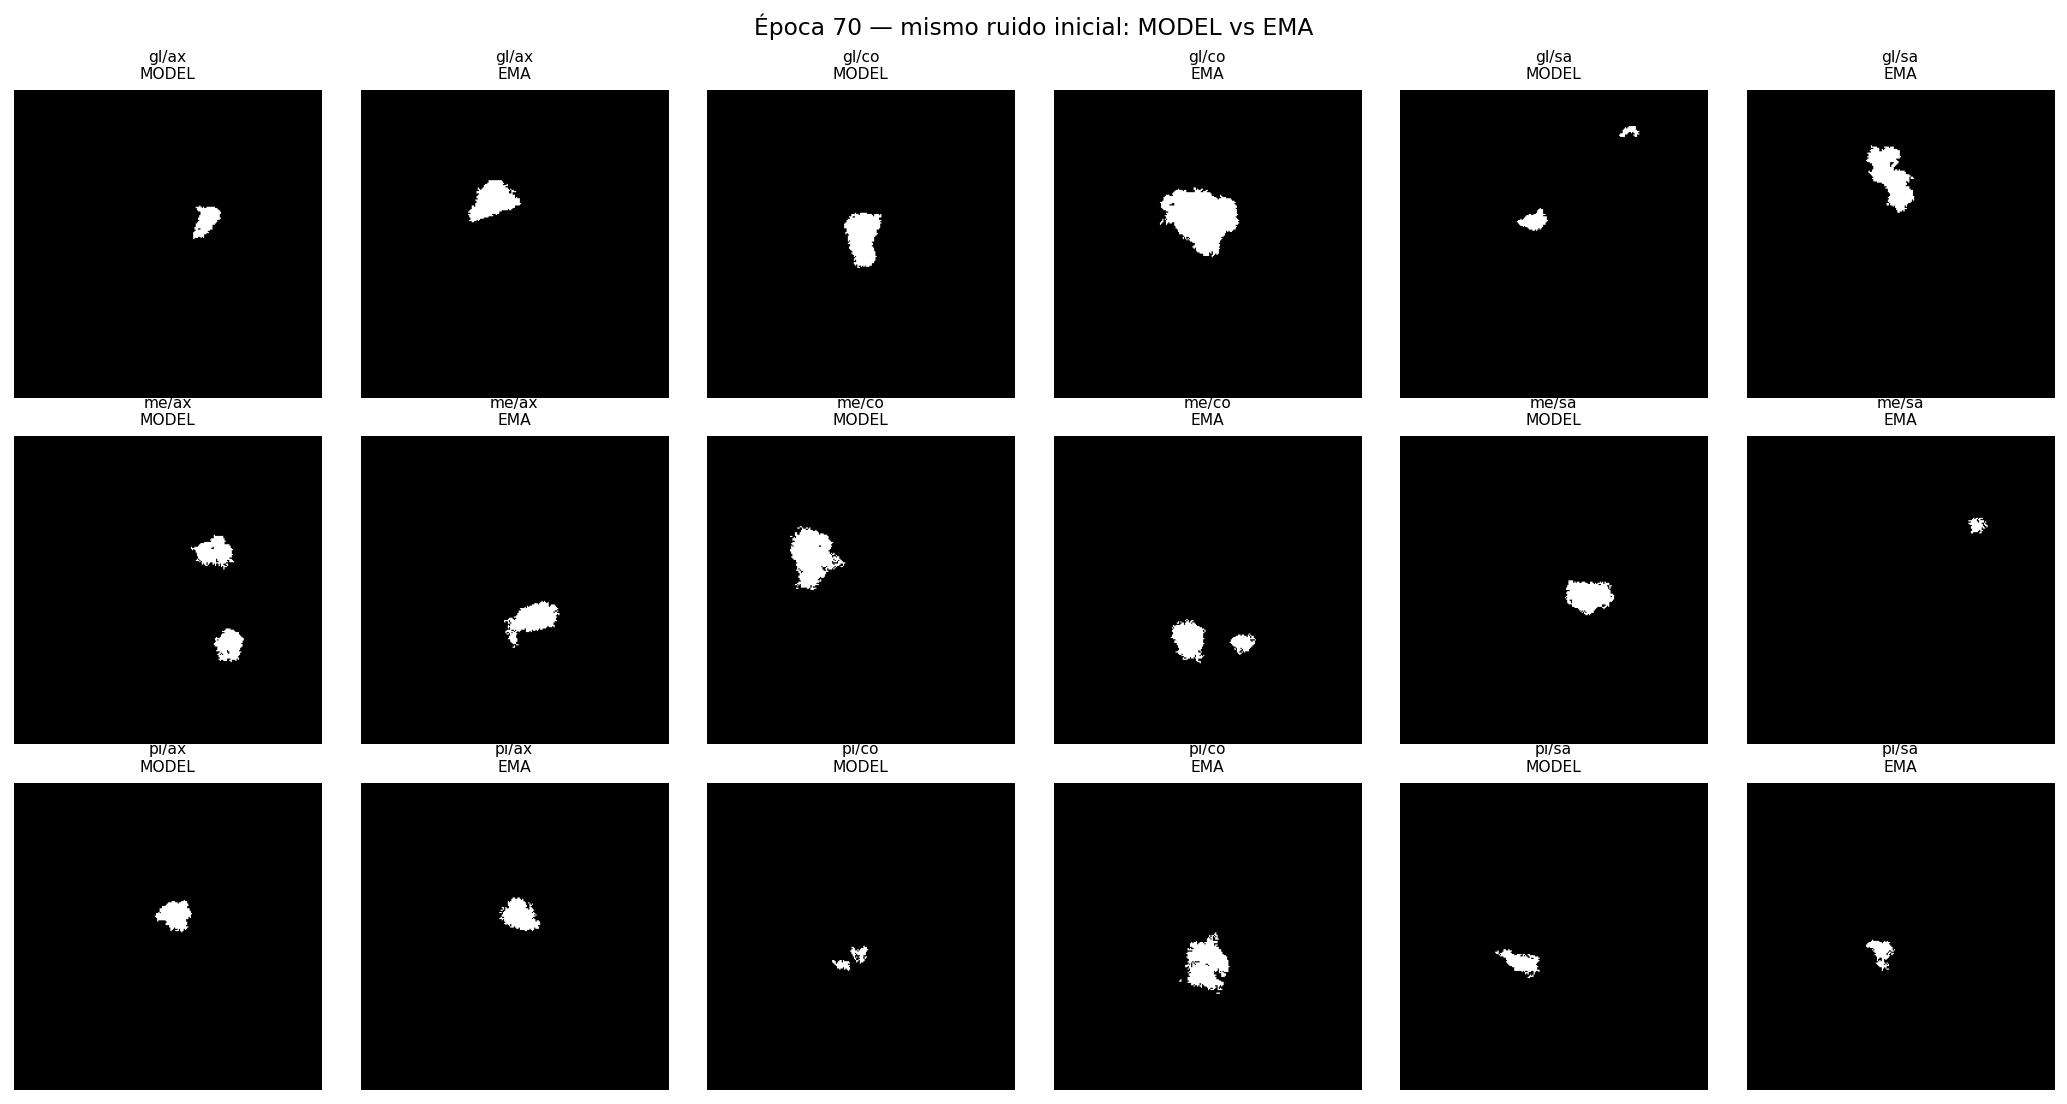 Época 70 — mismo ruido inicial: MODEL vs EMA
gl/ax gl/ax gl/co gl/co gl/sa gl/sa
MODEL EMA MODEL EMA MODEL EMA
me/ax me/ax me/co me/co me/sa me/sa
MODEL EMA MODEL EMA MODEL EMA
pi/ax pi/ax pi/co pi/co pi/sa pi/sa
MODEL EMA MODEL EMA MODEL EMA